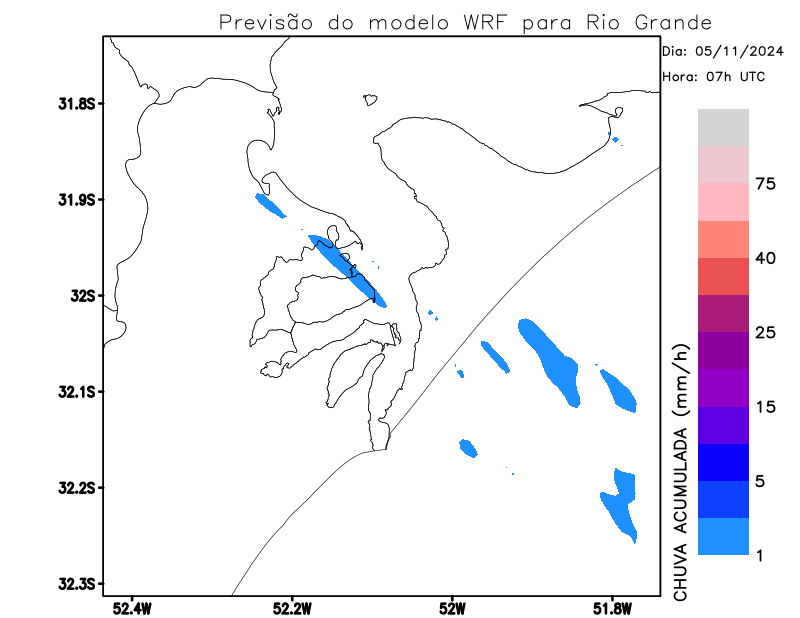 Previsão do modelo WRF para Rio Grande
Dia: 05/11/2024
Hora: 07h UTC
31.8S
31.9S
32S
32.1S
32.2S
32.3S
52.4W
52.2W
52W
51.8W
75
40
25
15
5
1
CHUVA ACUMULADA (mm/h)